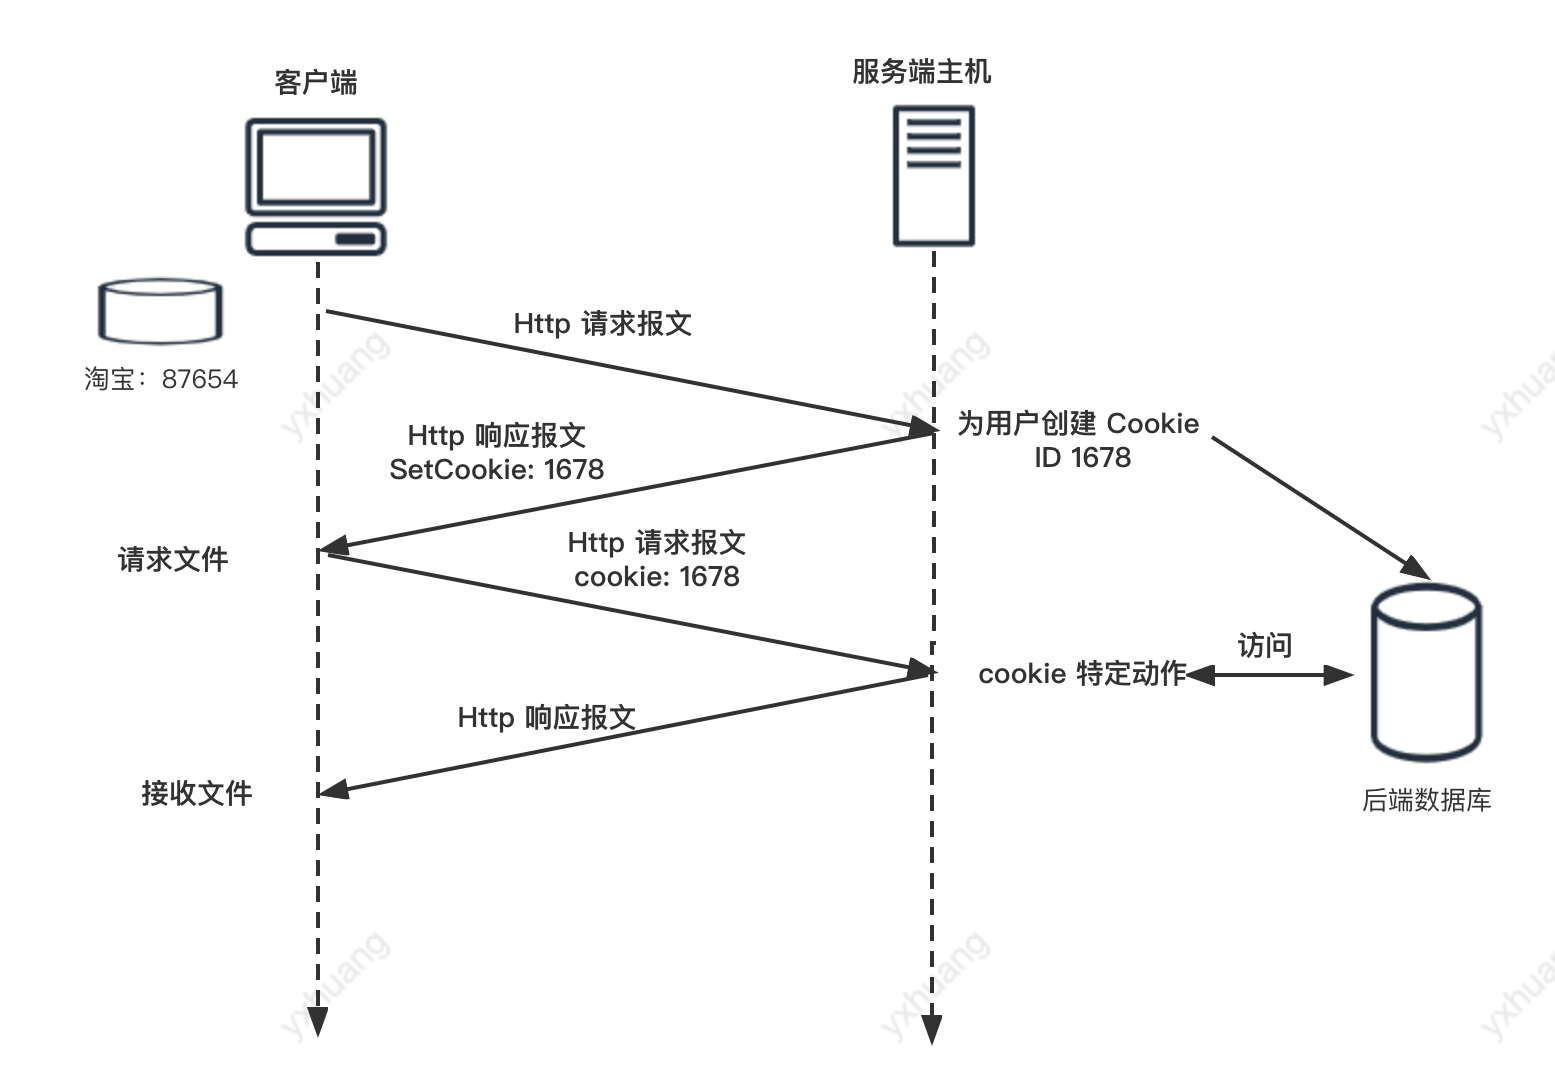 客户端
服务端主机
Http 请求报文
淘宝：87654
为用户创建 Cookie
ID 1678
Http 响应报文
SetCookie: 1678
Http 请求报文
cookie: 1678
请求文件
访问
cookie 特定动作
Http 响应报文
接收文件
后端数据库
yxhuang
yxhuang
yxhua
yxhuang
yxhuang
yxhua